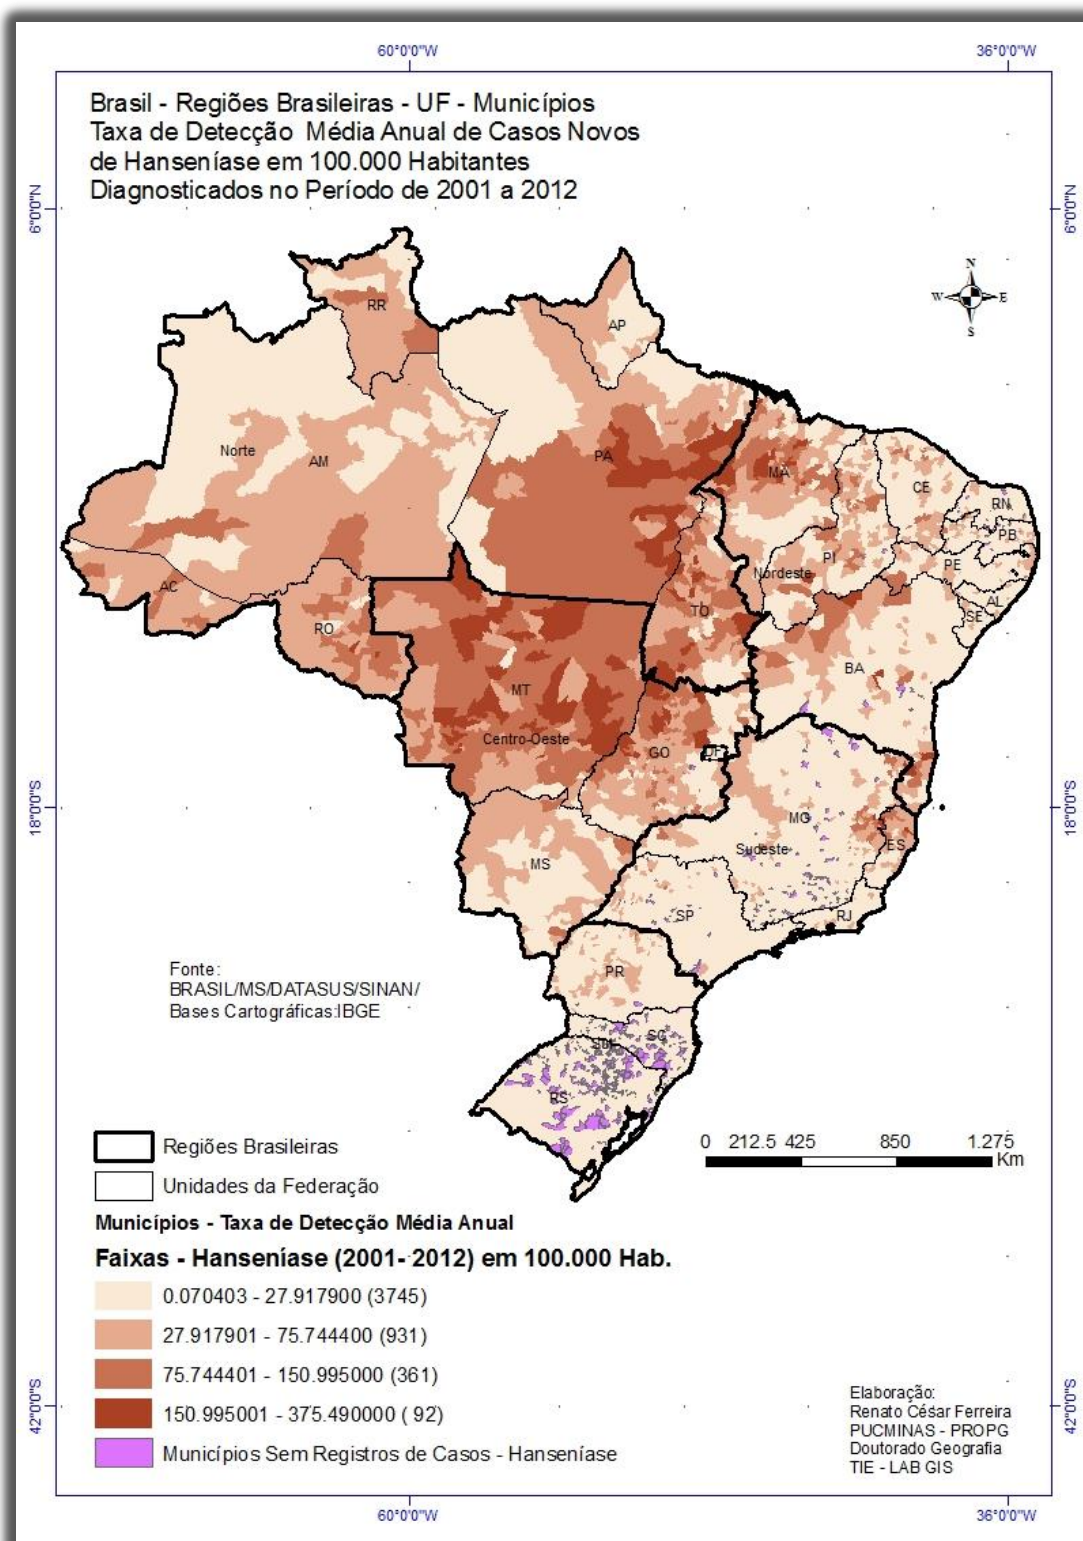 60°0'0"W 36°0'0"W
Brasil - Regiões Brasileiras - UF - Municípios
Taxa de Detecção Média Anual de Casos Novos
de Hanseníase em 100.000 Habitantes
Diagnosticados no Período de 2001 a 2012
6°0'0"N 6°0'0"N
N
W E
S
RR
AP
Norte
AM
PA
MA
CE
RN
PB
PI
PE
Nordeste
AC
AL
SE
TO
RO
BA
MT
Centro-Oeste
GO
DF
18°0'0"S 18°0'0"S
MG
ES
Sudeste
MS
SP
RJ
PR
Fonte:
BRASIL/MS/DATASUS/SINAN/
Bases Cartográficas:IBGE
SC
Sul
RS
0 212.5 425 850 1.275
Km
Regiões Brasileiras
Unidades da Federação
Municípios - Taxa de Detecção Média Anual
Faixas - Hanseníase (2001-2012) em 100.000 Hab.
0.070403 - 27.917900 (3745)
27.917901 - 75.744400 (931)
75.744401 - 150.995000 (361)
150.995001 - 375.490000 ( 92)
Municípios Sem Registros de Casos - Hanseníase
42°0'0"S 42°0'0"S
Elaboração:
Renato César Ferreira
PUCMINAS - PROPG
Doutorado Geografia
TIE - LAB GIS
60°0'0"W 36°0'0"W